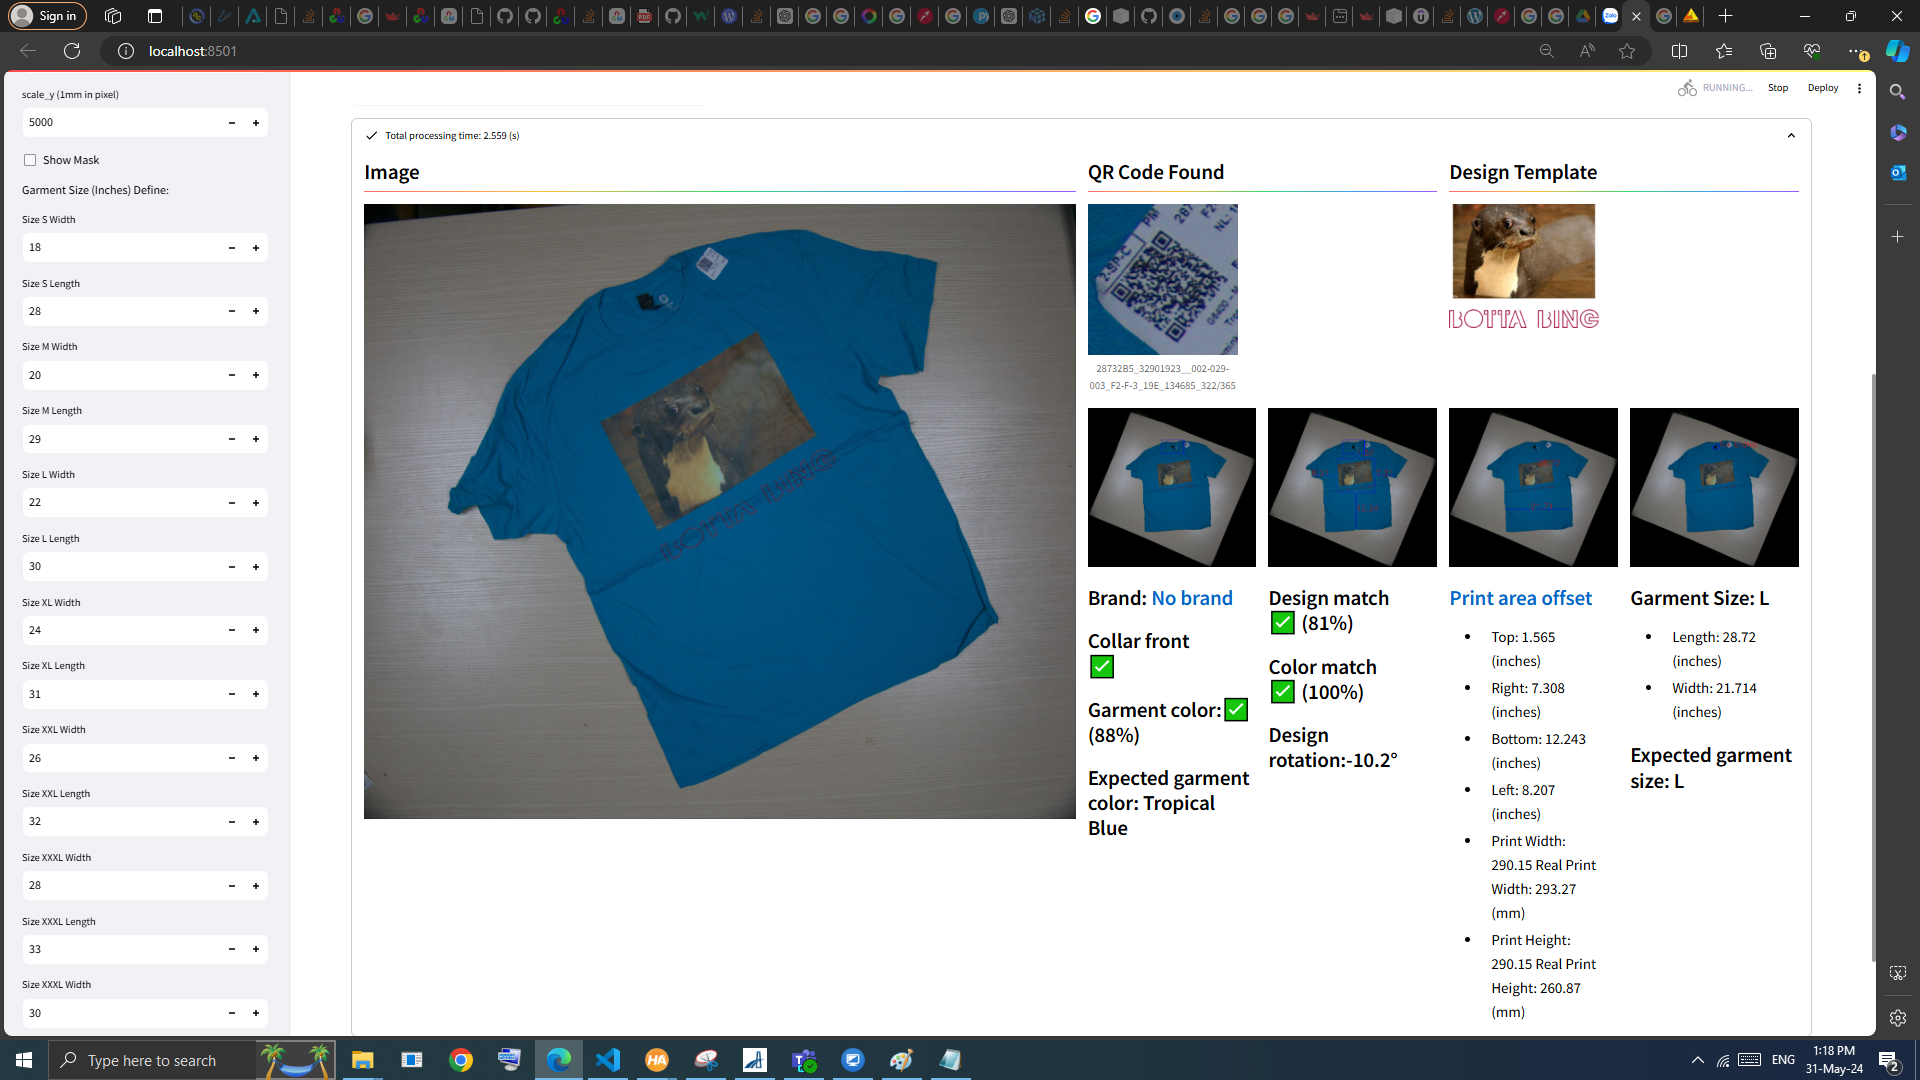 Sign in
localhost:8501
RUNNING...
Stop
Deploy
scale_y (1mm in pixel)
5000
Show Mask
Garment Size (Inches) Define:
Size S Width
18
Size S Length
28
Size M Width
20
Size M Length
29
Size L Width
22
Size L Length
30
Size XL Width
24
Size XL Length
31
Size XXL Width
26
Size XXL Length
32
Size XXXL Width
28
Size XXXL Length
33
Size XXXL Width
30
Total processing time: 2.559 (s)
Image
BOTTA BING
QR Code Found
28732B5_32901923__002-029-
003_F2-F-3_19E_134685_322/365
Design Template
BOTTA BING
Brand: No brand
Collar front
Garment color:
(88%)
Expected garment
color: Tropical
Blue
Design match
(81%)
Color match
(100%)
Design
rotation:-10.2°
Print area offset
Top: 1.565
(inches)
Right: 7.308
(inches)
Bottom: 12.243
(inches)
Left: 8.207
(inches)
Print Width:
290.15 Real Print
Width: 293.27
(mm)
Print Height:
290.15 Real Print
Height: 260.87
(mm)
Garment Size: L
Length: 28.72
(inches)
Width: 21.714
(inches)
Expected garment
size: L
Type here to search
ENG
1:18 PM
31-May-24
2